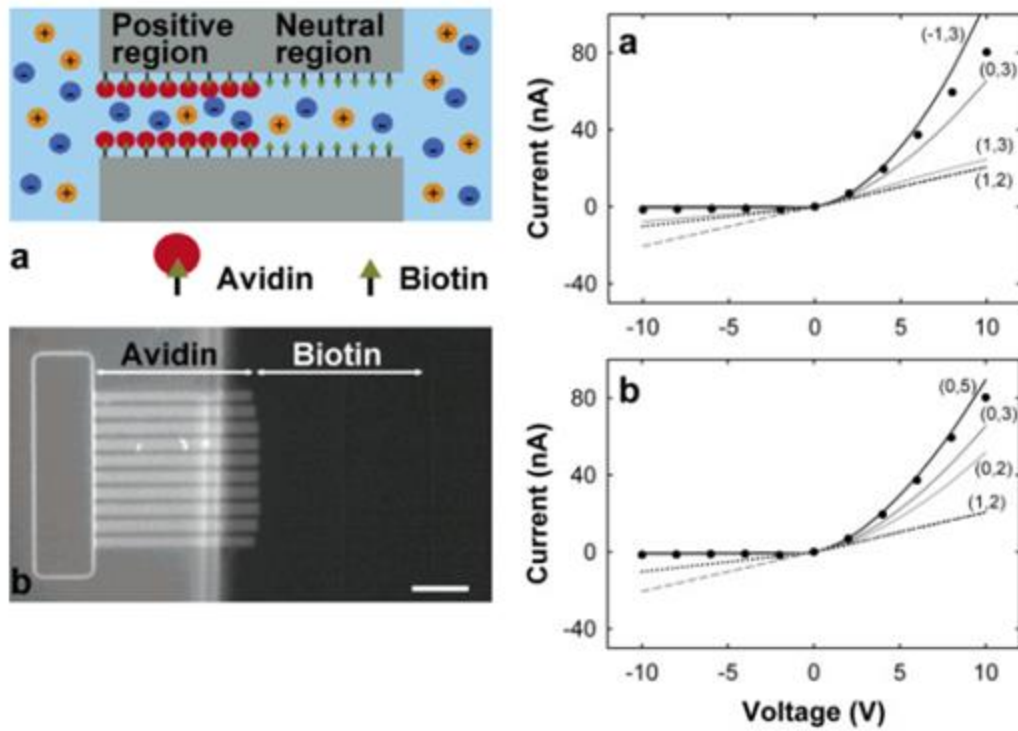 Positive region
Neutral region
+
-
a
Avidin
Biotin
Avidin
Biotin
b
a
Current (nA)
80
40
0
-40
-10
-5
0
5
10
(-1,3)
(0,3)
(1,3)
(1,2)
b
Current (nA)
80
40
0
-40
-10
-5
0
5
10
(0,5)
(0,3)
(0,2)
(1,2)
Voltage (V)